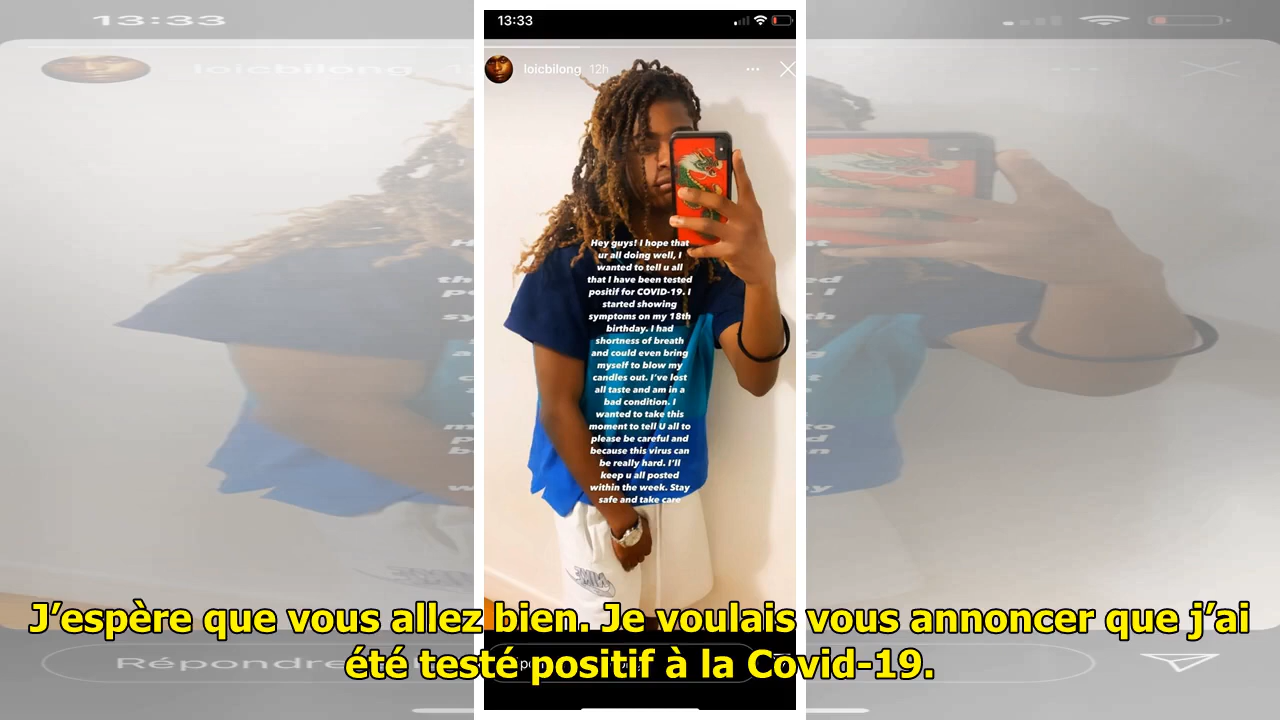 13:33
13:33
loicbilong 12h
Hey guys! I hope that
ur all doing well, I
wanted to tell u all
that I have been tested
positif for COVID-19. I
started showing
symptoms on my 18th
birthday. I had
shortness of breath
and could even bring
myself to blow my
candles out. I've lost
all taste and am in a
bad condition. I
wanted to take this
moment to tell U all to
please be careful and
because this virus can
be really hard. I'll
keep u all posted
within the week. Stay
safe and take care
NIKE
J’espère que vous allez bien. Je voulais vous annoncer que j’ai
été testé positif à la Covid-19.